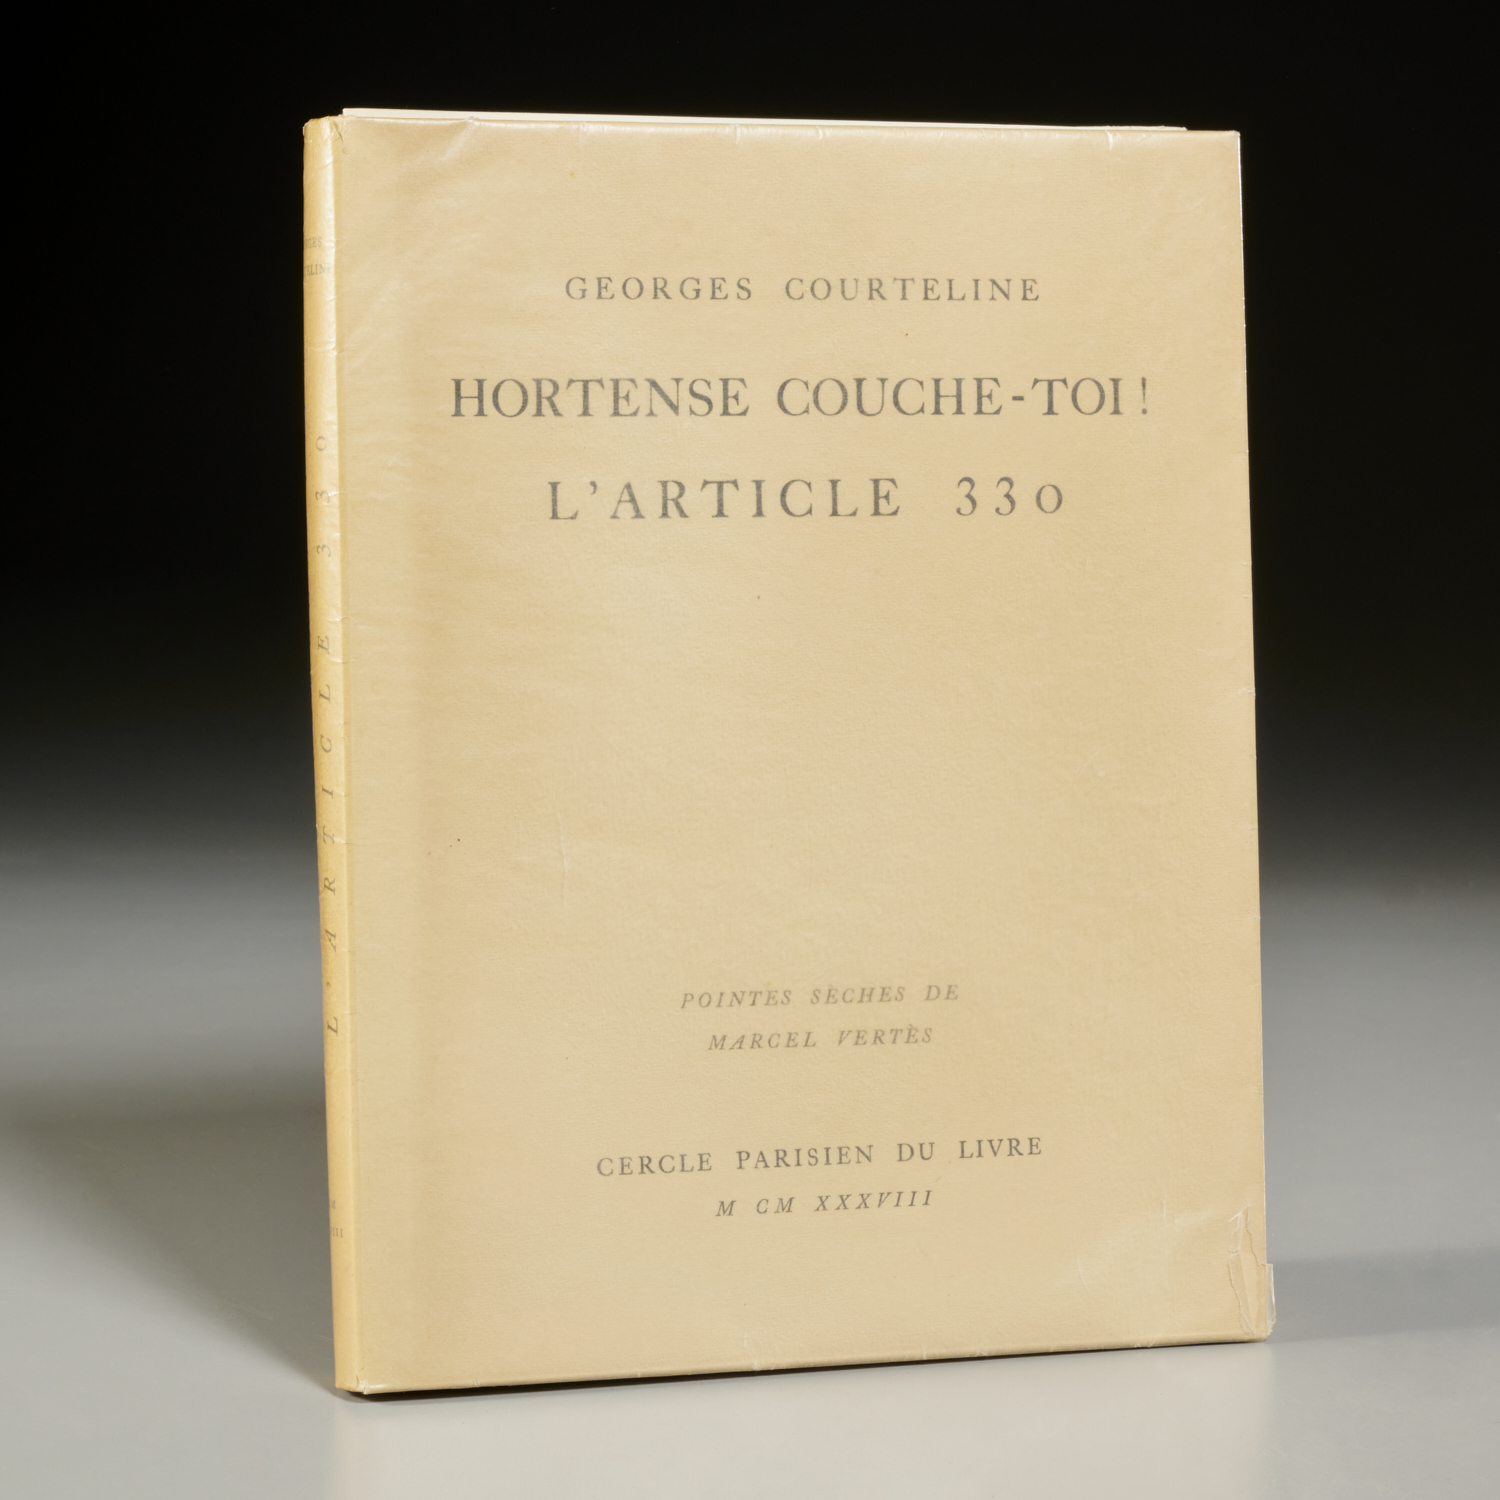 GEORGES COURTELINE
HORTENSE COUCHE-TOI!
L'ARTICLE 330
POINTES SÈCHES DE
MARCEL VERTÈS
CERCLE PARISIEN DU LIVRE
M CM XXXVIII
L'ARTICLE 330